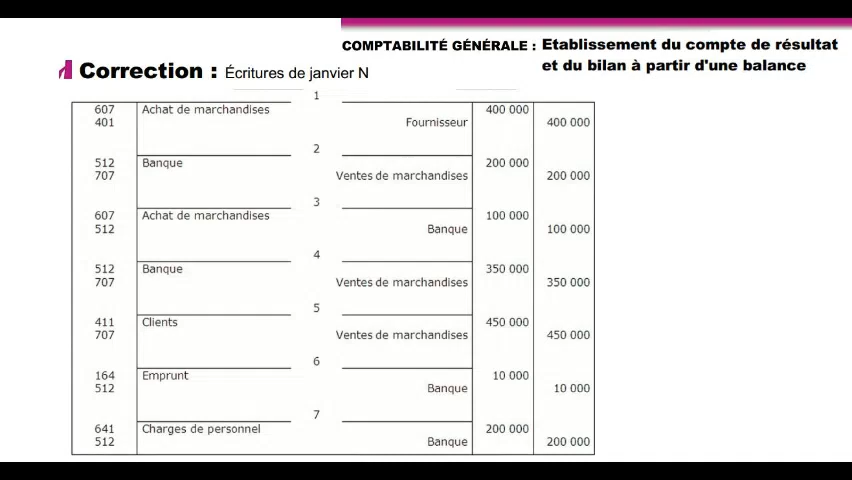 COMPTABILITÉ GÉNÉRALE : Etablissement du compte de résultat
et du bilan à partir d'une balance
Correction : Écritures de janvier N
1
607 Achat de marchandises 400 000
401 Fournisseur 400 000
2
512 Banque 200 000
707 Ventes de marchandises 200 000
3
607 Achat de marchandises 100 000
512 Banque 100 000
4
512 Banque 350 000
707 Ventes de marchandises 350 000
5
411 Clients 450 000
707 Ventes de marchandises 450 000
6
164 Emprunt 10 000
512 Banque 10 000
7
641 Charges de personnel 200 000
512 Banque 200 000